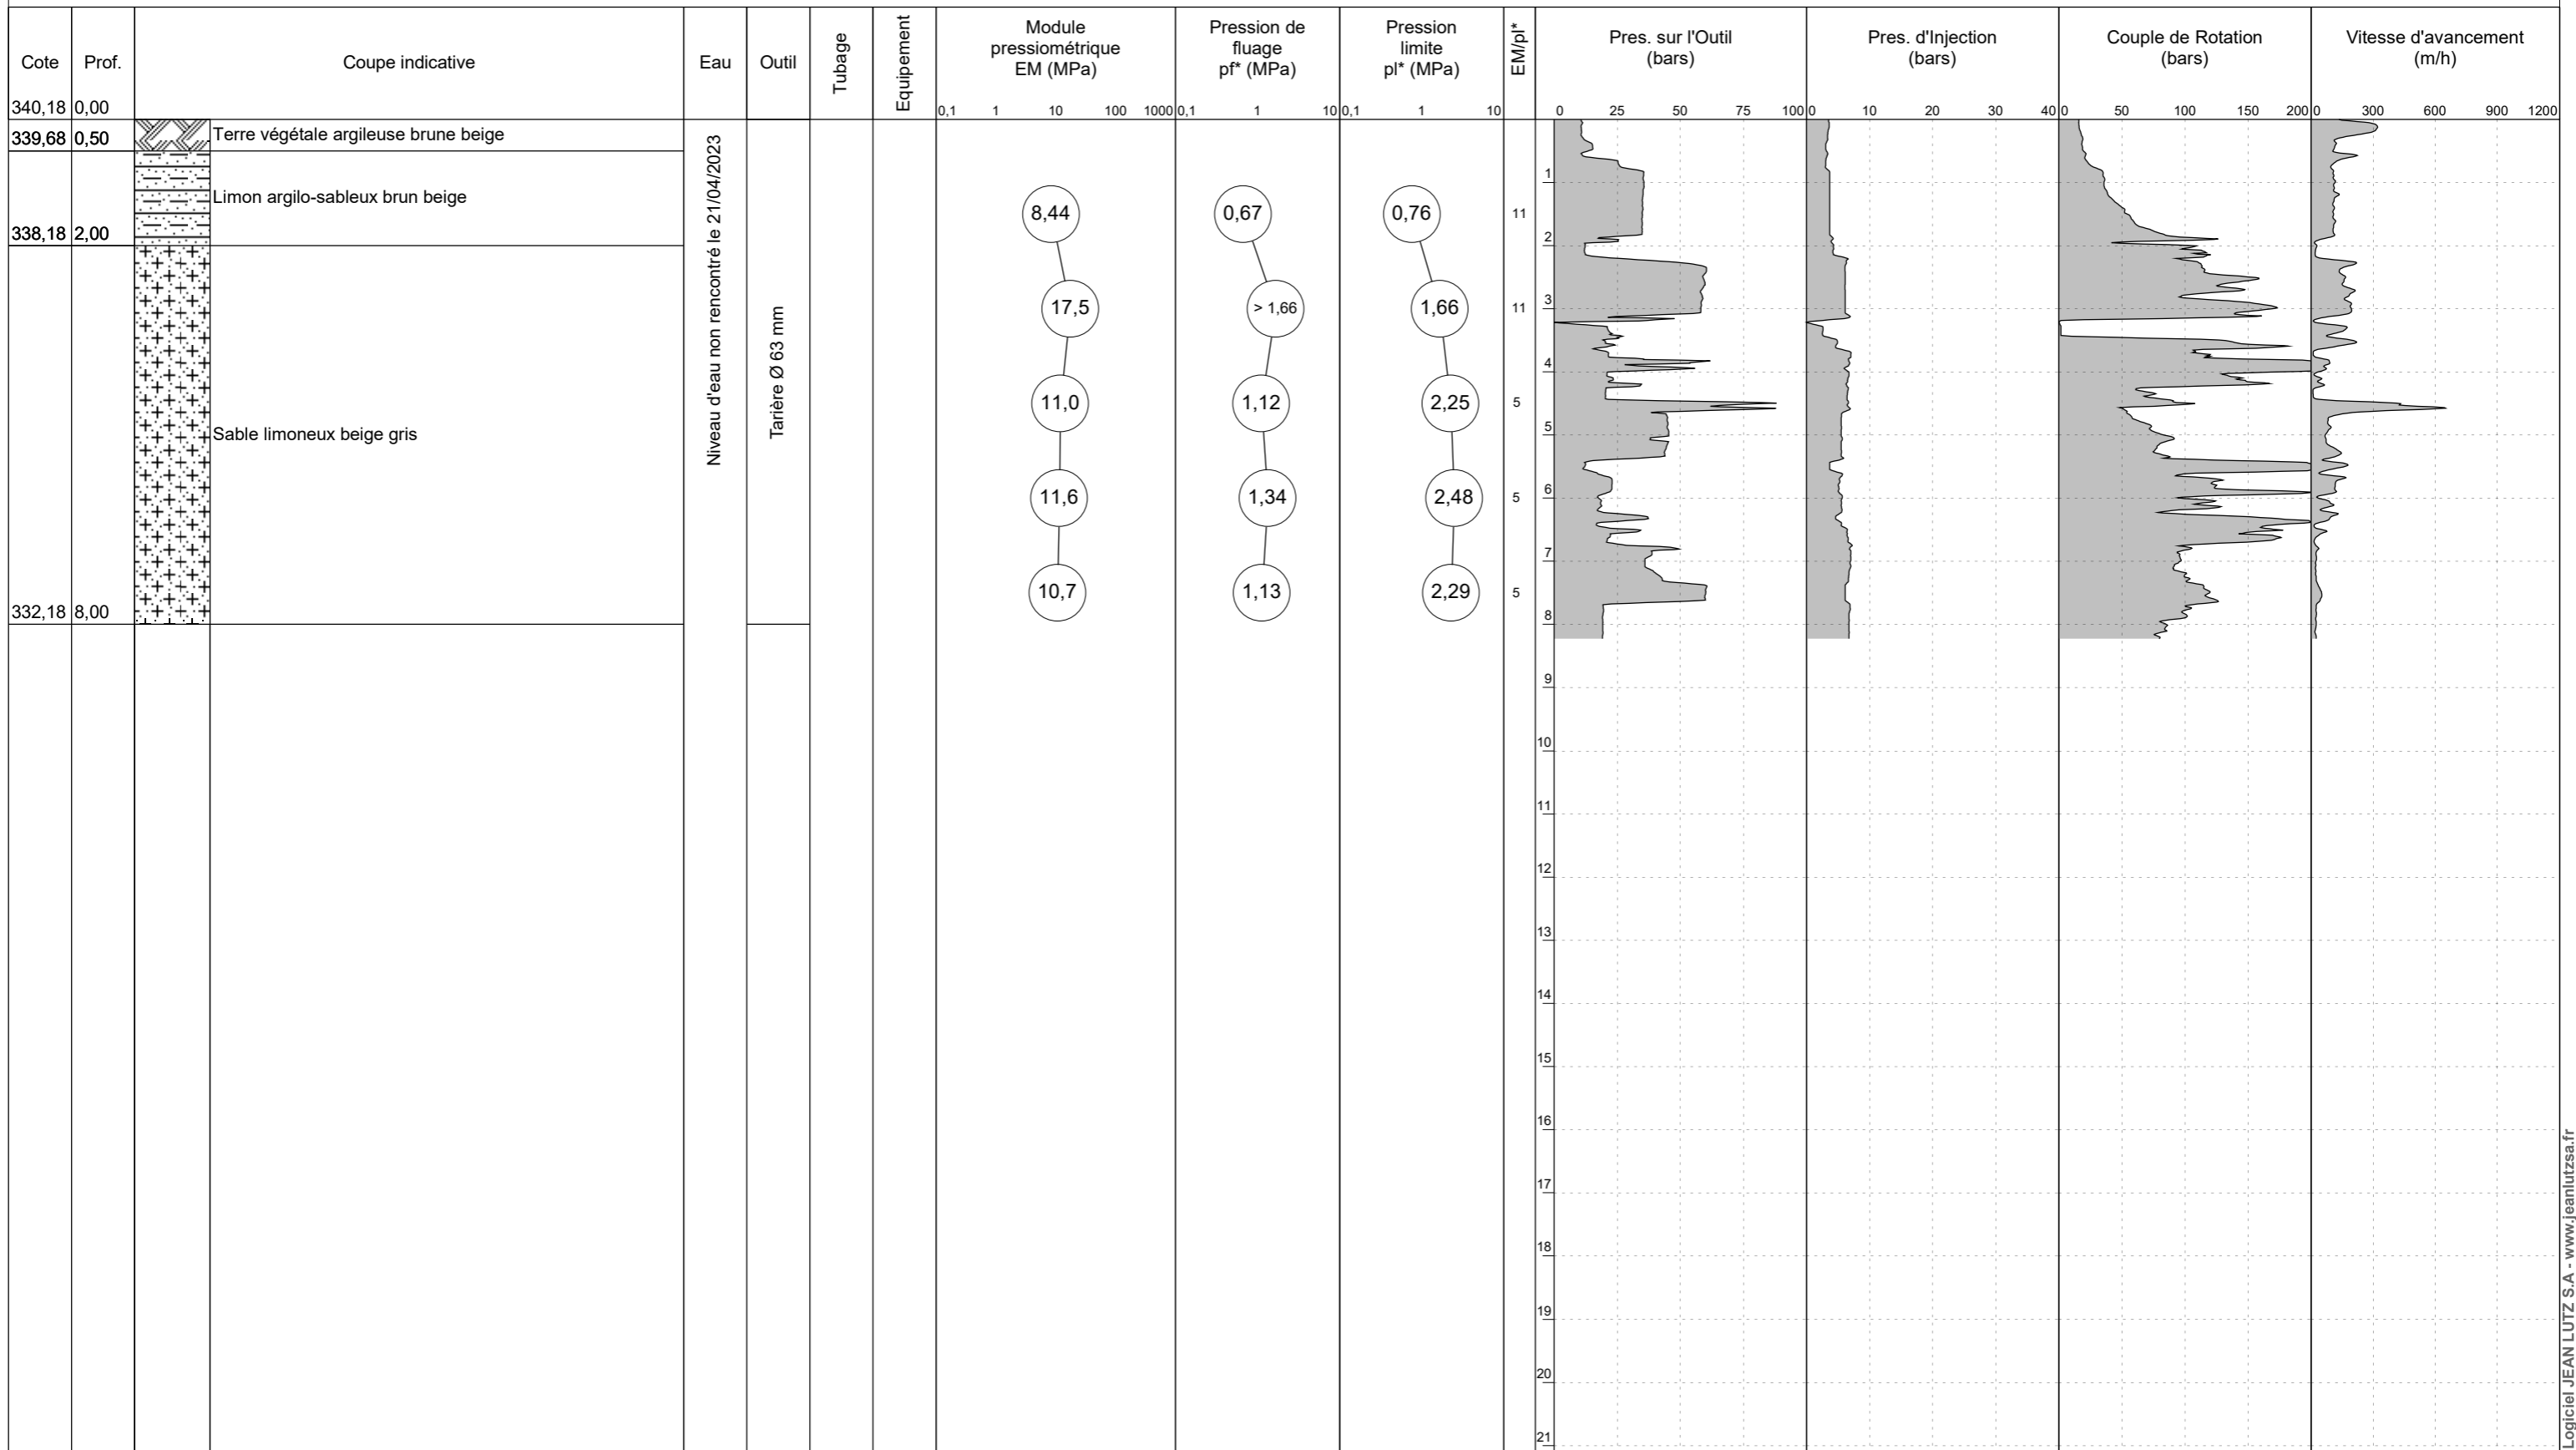 Cote
Prof.
Coupe indicative
Eau
Outil
Tubage
Equipement
Module
pressiométrique
EM (MPa)
Pression de
fluage
pf* (MPa)
Pression
limite
pl* (MPa)
EM/pl*
Pres. sur l'Outil
(bars)
Pres. d'Injection
(bars)
Couple de Rotation
(bars)
Vitesse d'avancement
(m/h)
340,18 0,00
0,1 1 10 100 1000
0,1 1 10
0,1 1 10
0 25 50 75 100
0 10 20 30 40
0 50 100 150 200
0 300 600 900 1200
339,68 0,50
Terre végétale argileuse brune beige
Limon argilo-sableux brun beige
338,18 2,00
Sable limoneux beige gris
332,18 8,00
Niveau d'eau non rencontré le 21/04/2023
Tarière Ø 63 mm
8,44 0,67 0,76 11
17,5 > 1,66 1,66 11
11,0 1,12 2,25 5
11,6 1,34 2,48 5
10,7 1,13 2,29 5
1
2
3
4
5
6
7
8
9
10
11
12
13
14
15
16
17
18
19
20
21
Logiciel JEAN LUTZ S.A - www.jeanlutzsa.fr